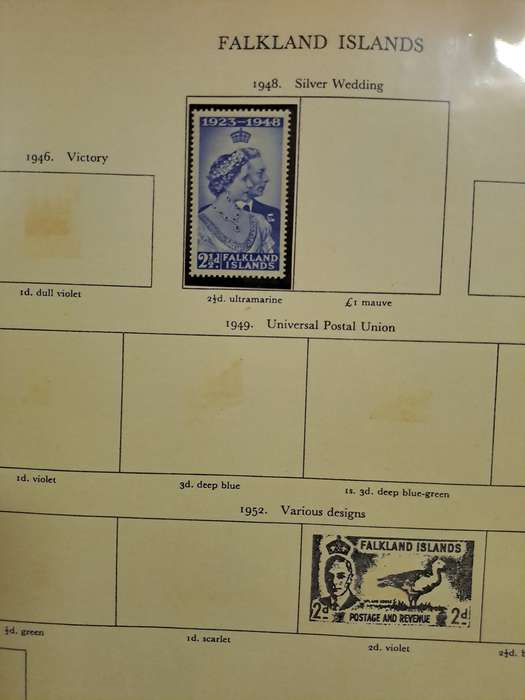 FALKLAND ISLANDS
1948. Silver Wedding
1923-1948
2½d. FALKLAND
ISLANDS
1946. Victory
1d. dull violet
2½d. ultramarine
£1 mauve
1949. Universal Postal Union
1d. violet
3d. deep blue
1s. 3d. deep blue-green
1952. Various designs
FALKLAND ISLANDS
UPLAND GOOSE
2d POSTAGE AND REVENUE 2d
½d. green
1d. scarlet
2d. violet
2½d.